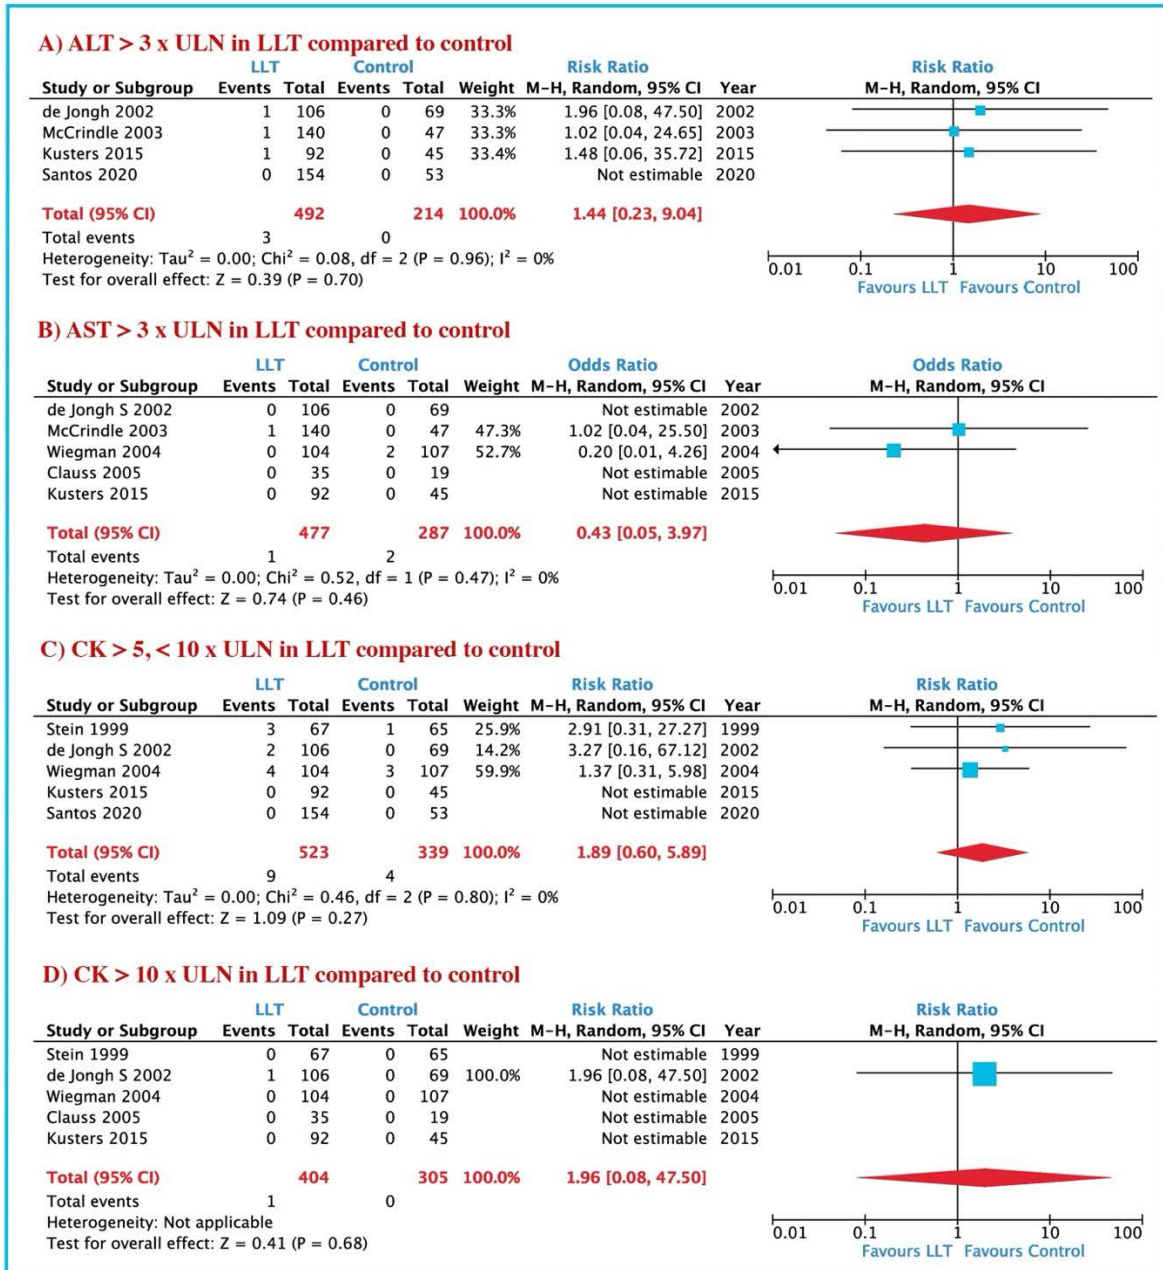 A) ALT > 3 x ULN in LLT compared to control
LLT Control Risk Ratio Risk Ratio
Study or Subgroup Events Total Events Total Weight M-H, Random, 95% CI Year M-H, Random, 95% CI
de Jongh 2002 1 106 0 69 33.3% 1.96 [0.08, 47.50] 2002
McCrindle 2003 1 140 0 47 33.3% 1.02 [0.04, 24.65] 2003
Kusters 2015 1 92 0 45 33.4% 1.48 [0.06, 35.72] 2015
Santos 2020 0 154 0 53 Not estimable 2020
Total (95% CI) 492 214 100.0% 1.44 [0.23, 9.04]
Total events 3 0
Heterogeneity: Tau² = 0.00; Chi² = 0.08, df = 2 (P = 0.96); I² = 0%
Test for overall effect: Z = 0.39 (P = 0.70)
0.01 0.1 1 10 100
Favours LLT Favours Control
B) AST > 3 x ULN in LLT compared to control
LLT Control Odds Ratio Odds Ratio
Study or Subgroup Events Total Events Total Weight M-H, Random, 95% CI Year M-H, Random, 95% CI
de Jongh S 2002 0 106 0 69 Not estimable 2002
McCrindle 2003 1 140 0 47 47.3% 1.02 [0.04, 25.50] 2003
Wiegman 2004 0 104 2 107 52.7% 0.20 [0.01, 4.26] 2004
Clauss 2005 0 35 0 19 Not estimable 2005
Kusters 2015 0 92 0 45 Not estimable 2015
Total (95% CI) 477 287 100.0% 0.43 [0.05, 3.97]
Total events 1 2
Heterogeneity: Tau² = 0.00; Chi² = 0.52, df = 1 (P = 0.47); I² = 0%
Test for overall effect: Z = 0.74 (P = 0.46)
0.01 0.1 1 10 100
Favours LLT Favours Control
C) CK > 5, < 10 x ULN in LLT compared to control
LLT Control Risk Ratio Risk Ratio
Study or Subgroup Events Total Events Total Weight M-H, Random, 95% CI Year M-H, Random, 95% CI
Stein 1999 3 67 1 65 25.9% 2.91 [0.31, 27.27] 1999
de Jongh S 2002 2 106 0 69 14.2% 3.27 [0.16, 67.12] 2002
Wiegman 2004 4 104 3 107 59.9% 1.37 [0.31, 5.98] 2004
Kusters 2015 0 92 0 45 Not estimable 2015
Santos 2020 0 154 0 53 Not estimable 2020
Total (95% CI) 523 339 100.0% 1.89 [0.60, 5.89]
Total events 9 4
Heterogeneity: Tau² = 0.00; Chi² = 0.46, df = 2 (P = 0.80); I² = 0%
Test for overall effect: Z = 1.09 (P = 0.27)
0.01 0.1 1 10 100
Favours LLT Favours Control
D) CK > 10 x ULN in LLT compared to control
LLT Control Risk Ratio Risk Ratio
Study or Subgroup Events Total Events Total Weight M-H, Random, 95% CI Year M-H, Random, 95% CI
Stein 1999 0 67 0 65 Not estimable 1999
de Jongh S 2002 1 106 0 69 100.0% 1.96 [0.08, 47.50] 2002
Wiegman 2004 0 104 0 107 Not estimable 2004
Clauss 2005 0 35 0 19 Not estimable 2005
Kusters 2015 0 92 0 45 Not estimable 2015
Total (95% CI) 404 305 100.0% 1.96 [0.08, 47.50]
Total events 1 0
Heterogeneity: Not applicable
Test for overall effect: Z = 0.41 (P = 0.68)
0.01 0.1 1 10 100
Favours LLT Favours Control